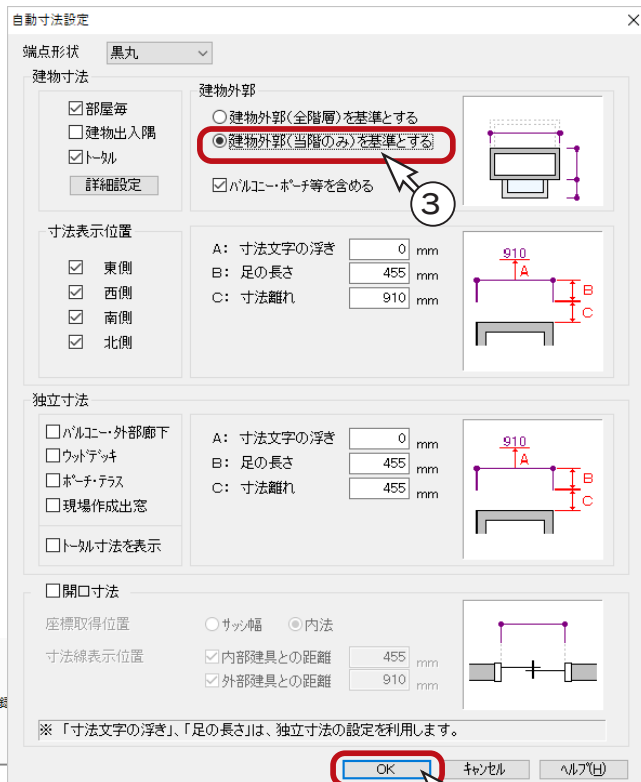 自動寸法設定
端点形状 黒丸
建物寸法
部屋毎
建物出入隅
トータル
詳細設定
建物外郭
建物外郭(全階層)を基準とする
建物外郭(当階のみ)を基準とする
バルコニー・ポーチ等を含める
③
寸法表示位置
東側
西側
南側
北側
A: 寸法文字の浮き 0 mm
B: 足の長さ 455 mm
C: 寸法離れ 910 mm
910
A
B
C
独立寸法
バルコニー・外部廊下
ウッドデッキ
ポーチ・テラス
現場作成出窓
トータル寸法を表示
A: 寸法文字の浮き 0 mm
B: 足の長さ 455 mm
C: 寸法離れ 455 mm
910
A
B
C
開口寸法
座標取得位置 サッシ幅 内法
寸法線表示位置 内部建具との距離 455 mm
外部建具との距離 910 mm
※ 「寸法文字の浮き」、「足の長さ」は、独立寸法の設定を利用します。
OK キャンセル ヘルプ(H)